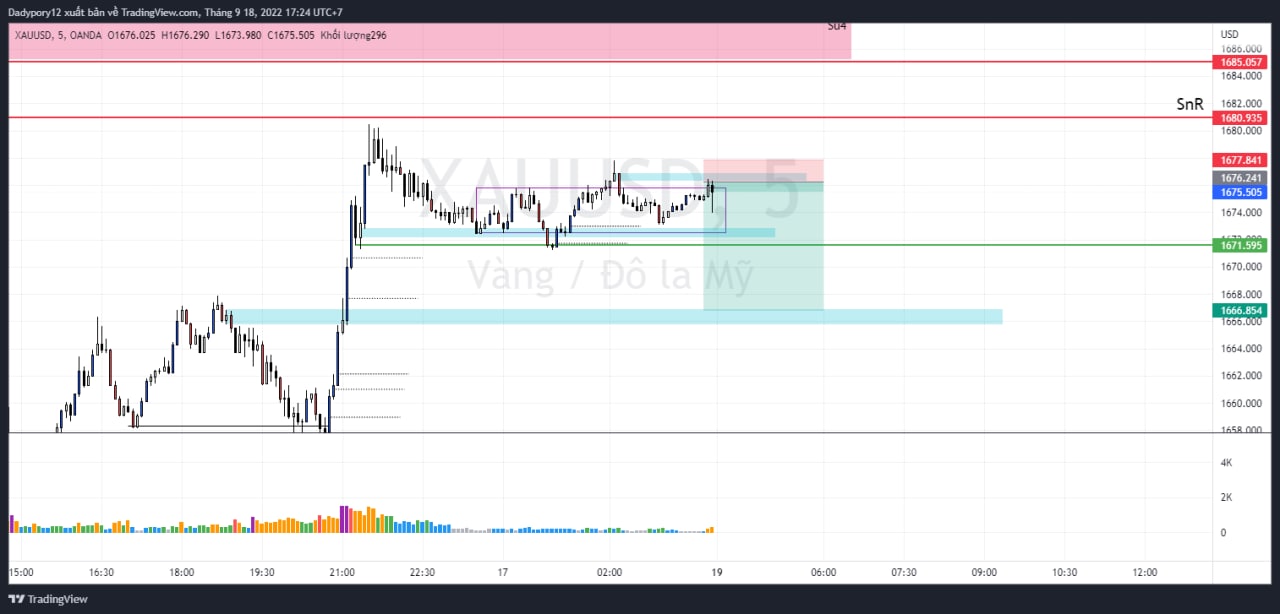 Dadypory12 xuất bản về TradingView.com, Tháng 9 18, 2022 17:24 UTC+7
XAUUSD, 5, OANDA O1676.025 H1676.290 L1673.980 C1675.505 Khối lượng296
Su4
USD
1686.000
1685.057
1684.000
SnR
1682.000
1680.935
1680.000
1677.841
1676.241
1675.505
1674.000
1671.595
1670.000
1668.000
1666.854
1666.000
1664.000
1662.000
1660.000
1658.000
XAUUSD, 5
Vàng / Đô la Mỹ
4K
2K
0
15:00 16:30 18:00 19:30 21:00 22:30 17 02:00 19 06:00 07:30 09:00 10:30 12:00
TradingView